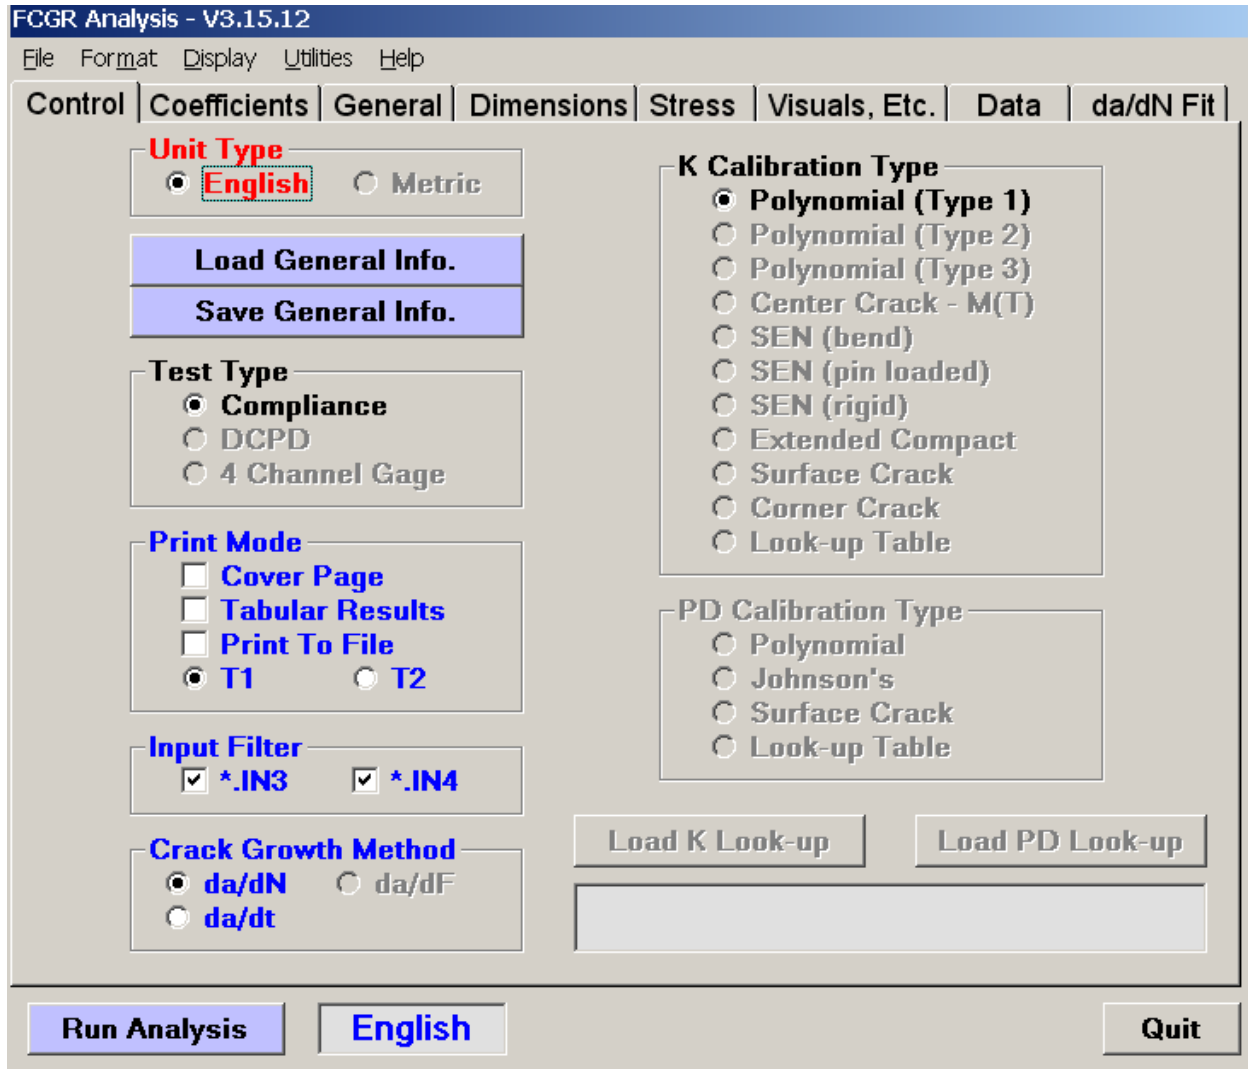 FCGR Analysis - V3.15.12
File Format Display Utilities Help
Control Coefficients General Dimensions Stress Visuals, Etc. Data da/dN Fit
Unit Type
English Metric
Load General Info.
Save General Info.
Test Type
Compliance
DCPD
4 Channel Gage
Print Mode
Cover Page
Tabular Results
Print To File
T1 T2
Input Filter
*.IN3 *.IN4
Crack Growth Method
da/dN da/dF
da/dt
K Calibration Type
Polynomial (Type 1)
Polynomial (Type 2)
Polynomial (Type 3)
Center Crack - M(T)
SEN (bend)
SEN (pin loaded)
SEN (rigid)
Extended Compact
Surface Crack
Corner Crack
Look-up Table
PD Calibration Type
Polynomial
Johnson's
Surface Crack
Look-up Table
Load K Look-up Load PD Look-up
Run Analysis English Quit